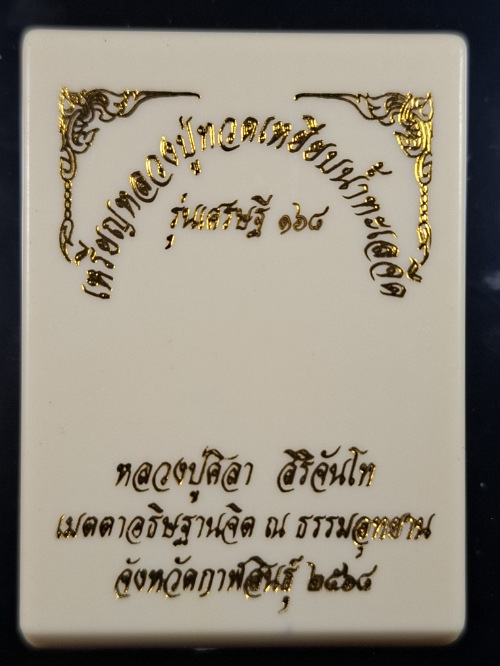 เหรียญหลวงปู่ทวดเหยียบน้ำทะเลจืด
รุ่นเศรษฐี ๑๖๘
หลวงปู่ศิลา สิริจันโท
เมตตาอธิษฐานจิต ณ ธรรมอุทยาน
จังหวัดกาฬสินธุ์ ๒๕๖๘